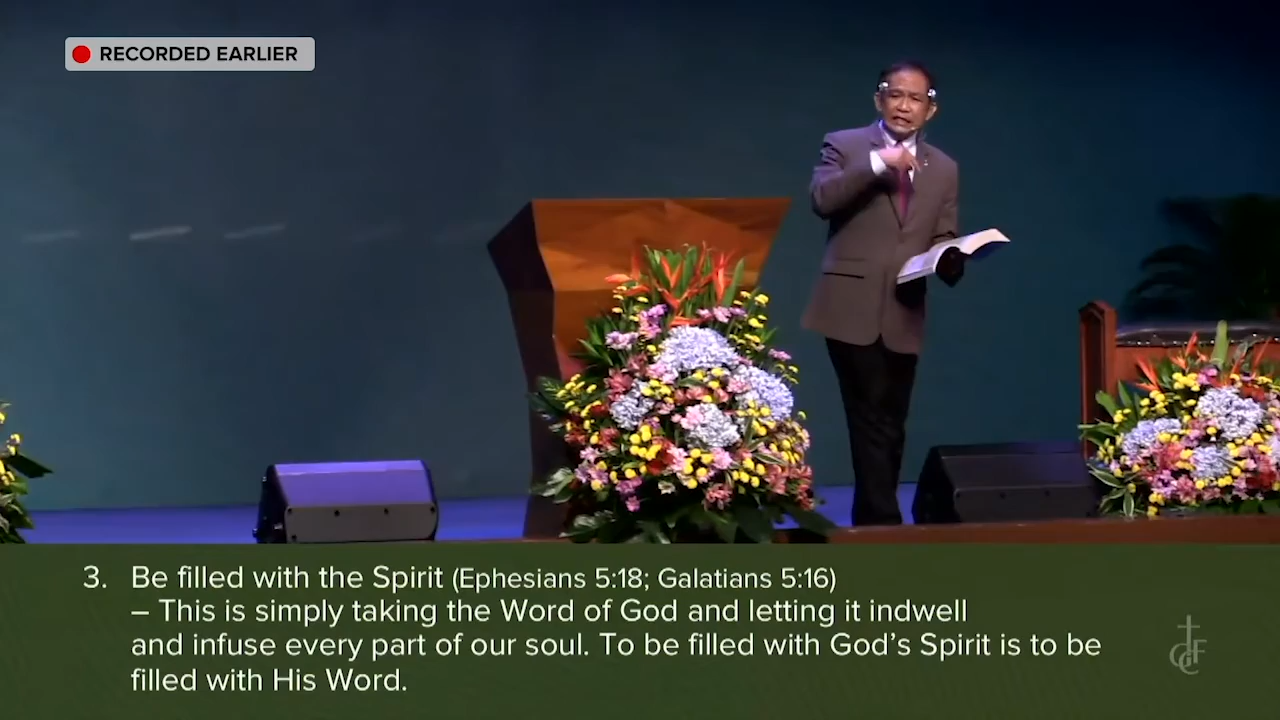 RECORDED EARLIER
3. Be filled with the Spirit (Ephesians 5:18; Galatians 5:16)
– This is simply taking the Word of God and letting it indwell
and infuse every part of our soul. To be filled with God's Spirit is to be
filled with His Word.